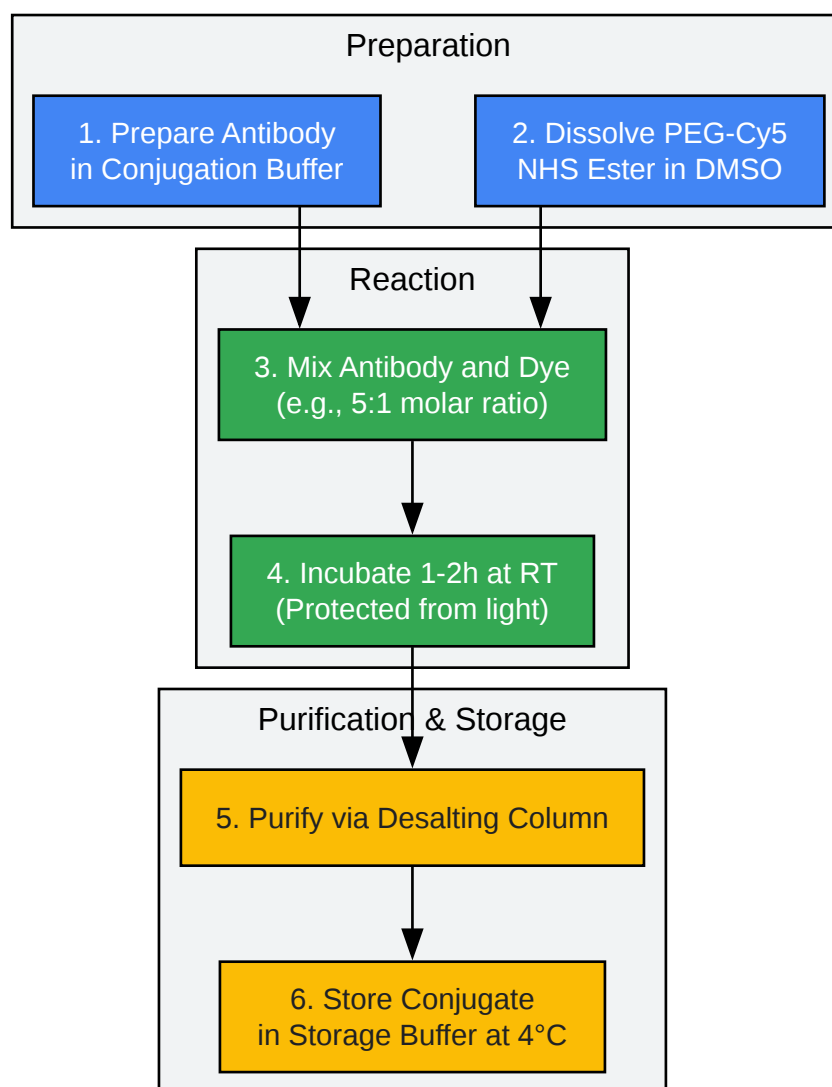 Preparation
1. Prepare Antibody
in Conjugation Buffer
2. Dissolve PEG-Cy5
NHS Ester in DMSO
Reaction
3. Mix Antibody and Dye
(e.g., 5:1 molar ratio)
4. Incubate 1-2h at RT
(Protected from light)
Purification & Storage
5. Purify via Desalting Column
6. Store Conjugate
in Storage Buffer at 4°C